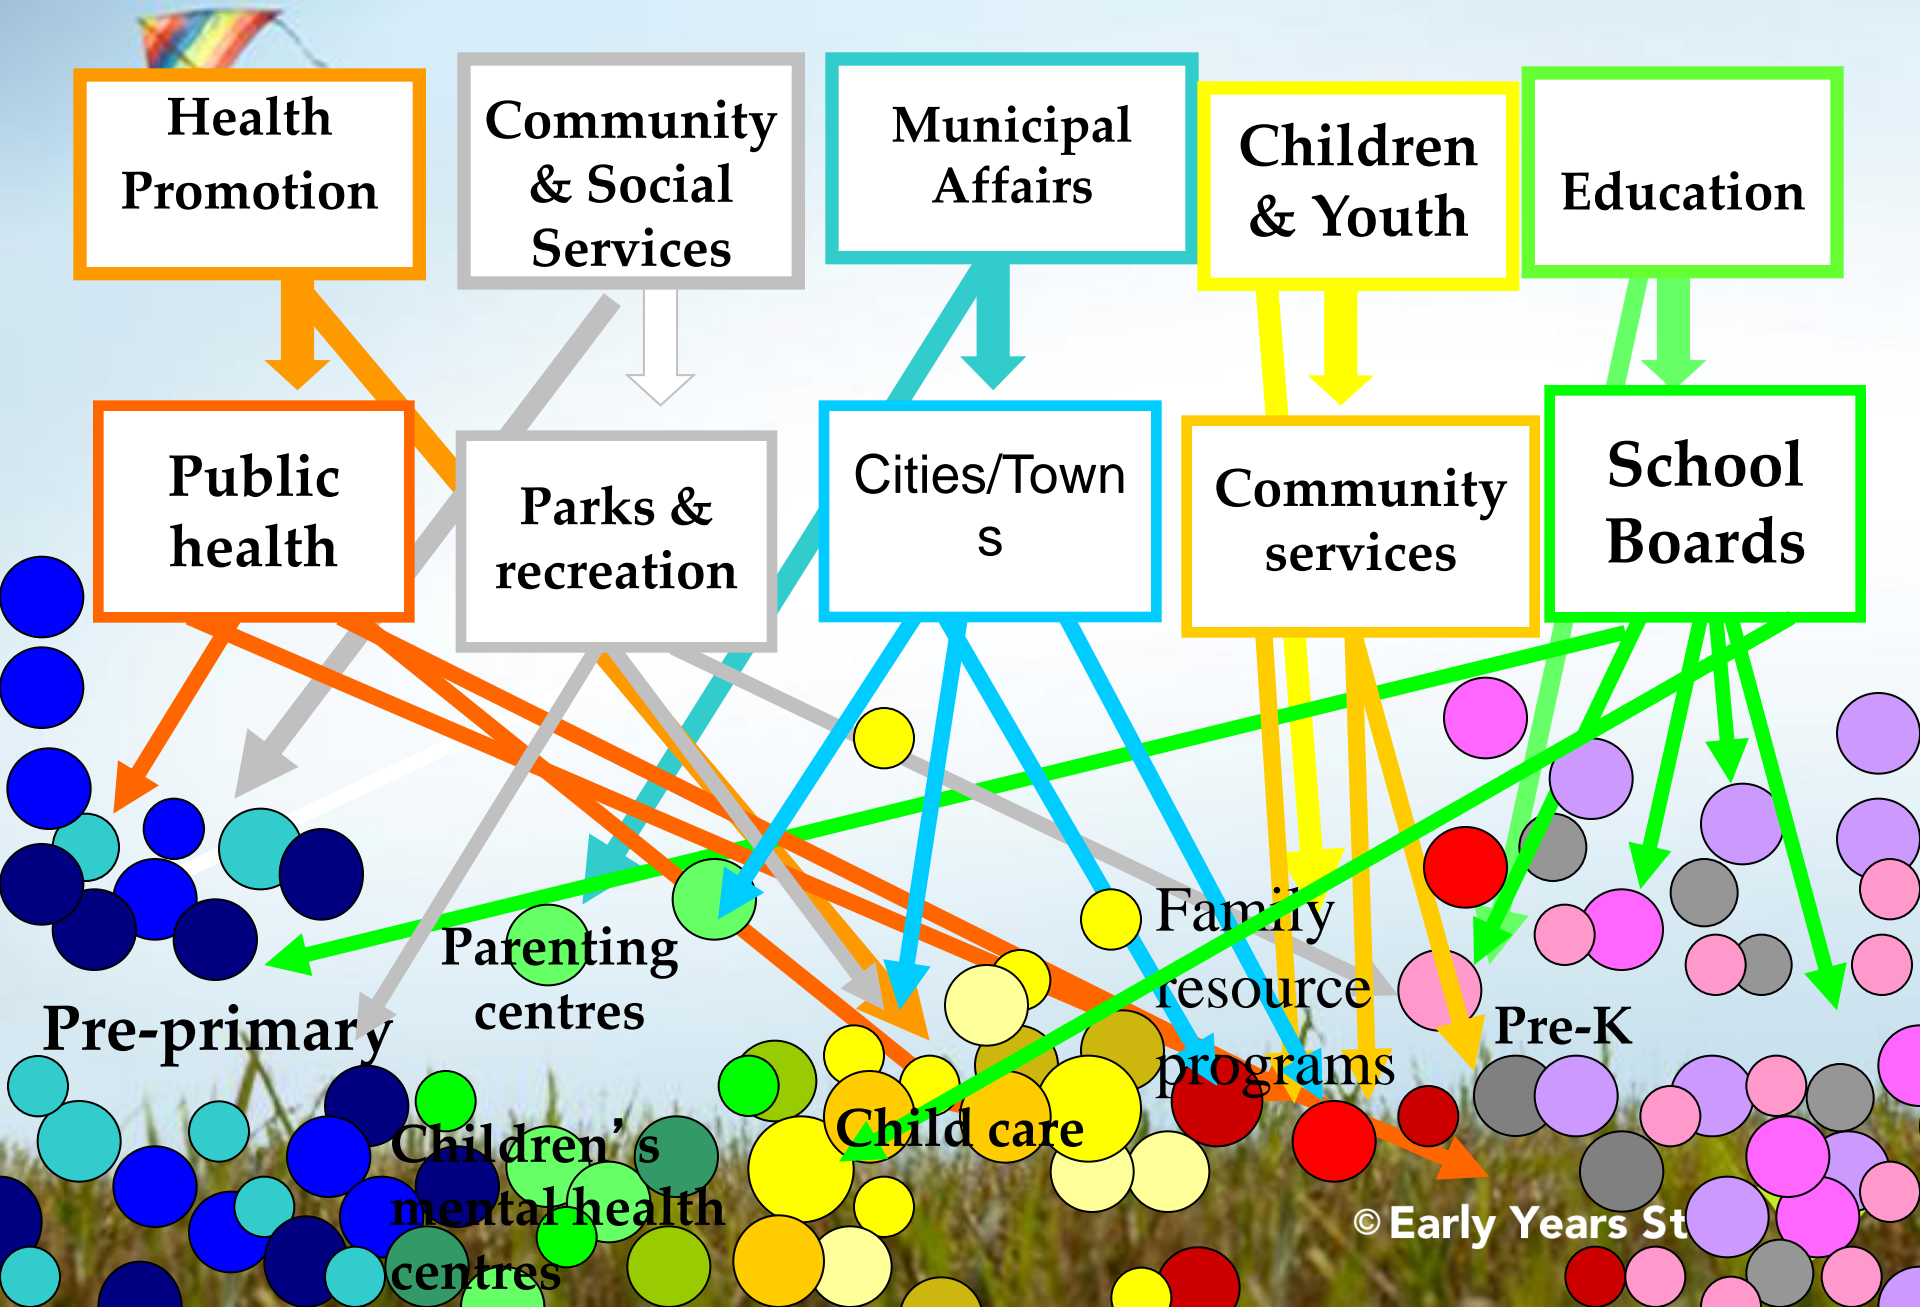 Health
Promotion
Community
& Social
Services
Municipal
Affairs
Children
& Youth
Education
Public
health
Parks &
recreation
Cities/Town
s
Community
services
School
Boards
Parenting
centres
Family
resource
programs
Pre-primary
Pre-K
Child care
Children’s
mental health
centres
© Early Years St